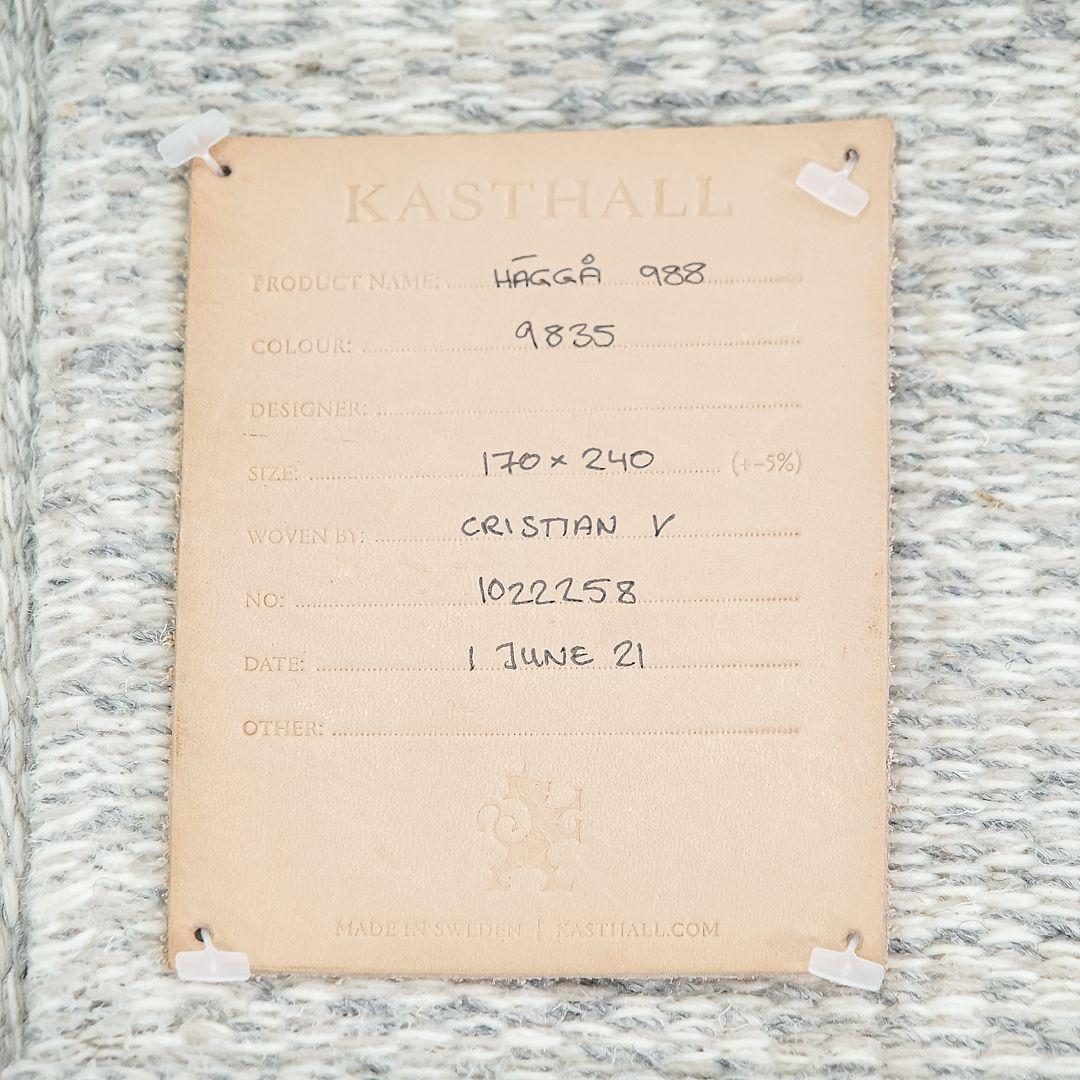 KASTHALL
PRODUCT NAME: HÄGGÅ 988
COLOUR: 9835
DESIGNER:
SIZE: 170 x 240 (+-5%)
WOVEN BY: CRISTIAN V
NO: 1022258
DATE: 1 JUNE 21
OTHER:
MADE IN SWEDEN | KASTHALL.COM